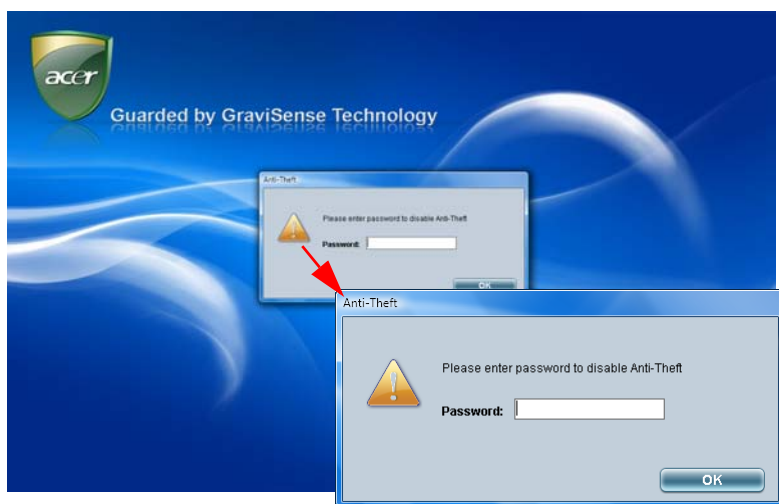 acer
Guarded by GraviSense Technology
Anti-Theft
Please enter password to disable Anti-Theft
Password:
OK
Anti-Theft
Please enter password to disable Anti-Theft
Password:
OK